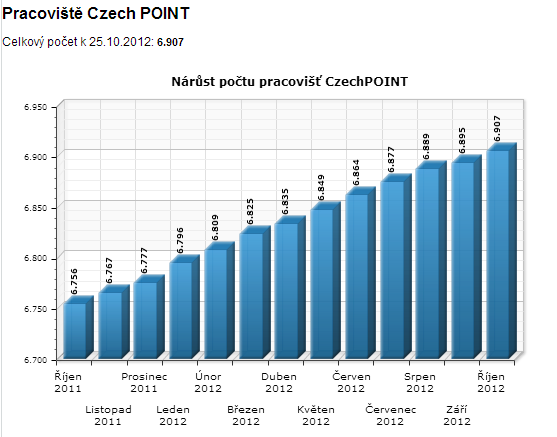 Pracoviště Czech POINT
Celkový počet k 25.10.2012: 6.907
Nárůst počtu pracovišť CzechPOINT
6.950
6.900
6.850
6.800
6.750
6.700
6.756
6.767
6.777
6.796
6.809
6.825
6.835
6.849
6.864
6.877
6.889
6.895
6.907
Říjen
2011
Listopad
2011
Prosinec
2011
Leden
2012
Únor
2012
Březen
2012
Duben
2012
Květen
2012
Červen
2012
Červenec
2012
Srpen
2012
Září
2012
Říjen
2012